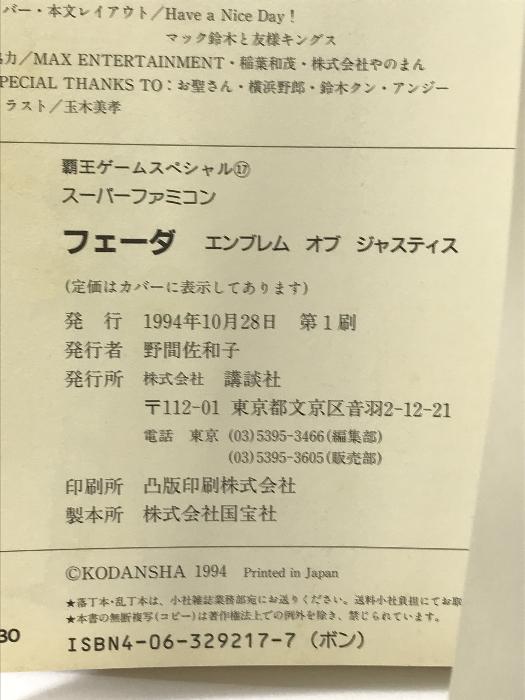 バー・本文レイアウト／Have a Nice Day！
マック鈴木と友様キングス
力／MAX ENTERTAINMENT・稲葉和茂・株式会社やのまん
PECIAL THANKS TO：お聖さん・横浜野郎・鈴木クン・アンジー
ラスト／玉木美孝
覇王ゲームスペシャル⑰
スーパーファミコン
フェーダ エンブレム オブ ジャスティス
(定価はカバーに表示してあります)
発 行 1994年10月28日 第1刷
発行者 野間佐和子
発行所 株式会社 講談社
〒112-01 東京都文京区音羽2-12-21
電話 東京 (03)5395-3466(編集部)
(03)5395-3605(販売部)
印刷所 凸版印刷株式会社
製本所 株式会社国宝社
©KODANSHA 1994 Printed in Japan
★落丁本・乱丁本は、小社雑誌業務部宛にお送りください。送料小社負担にてお取
★本書の無断複写(コピー)は著作権法上での例外を除き、禁じられています。
30 ISBN4-06-329217-7 (ボン)